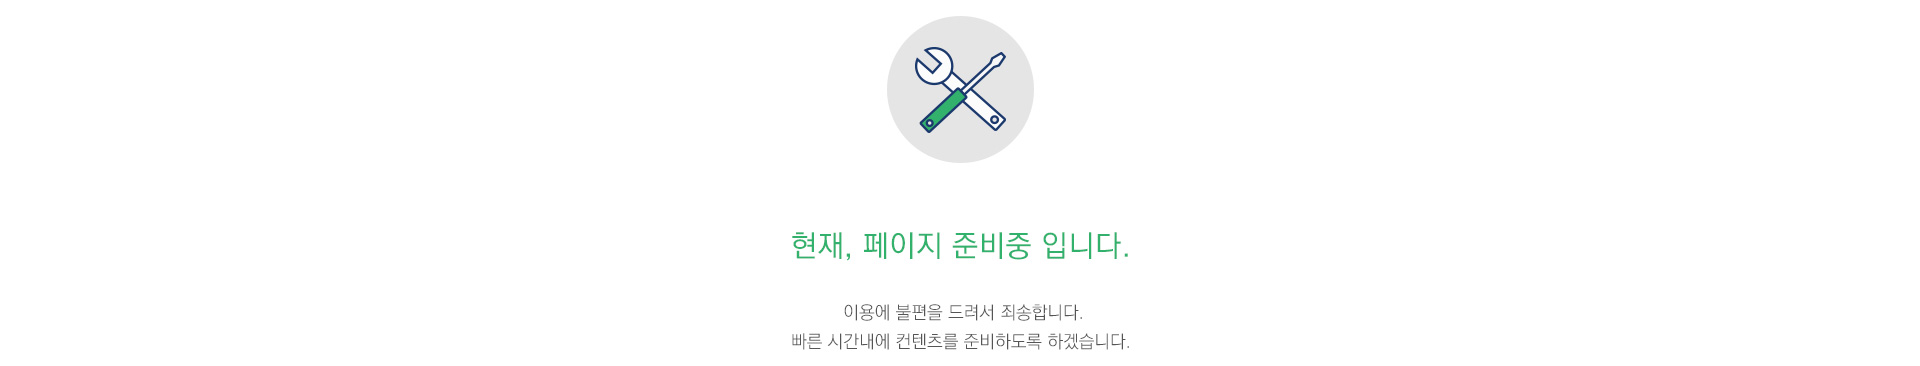 현재, 페이지 준비중 입니다.
이용에 불편을 드려서 죄송합니다.
빠른 시간내에 컨텐츠를 준비하도록 하겠습니다.